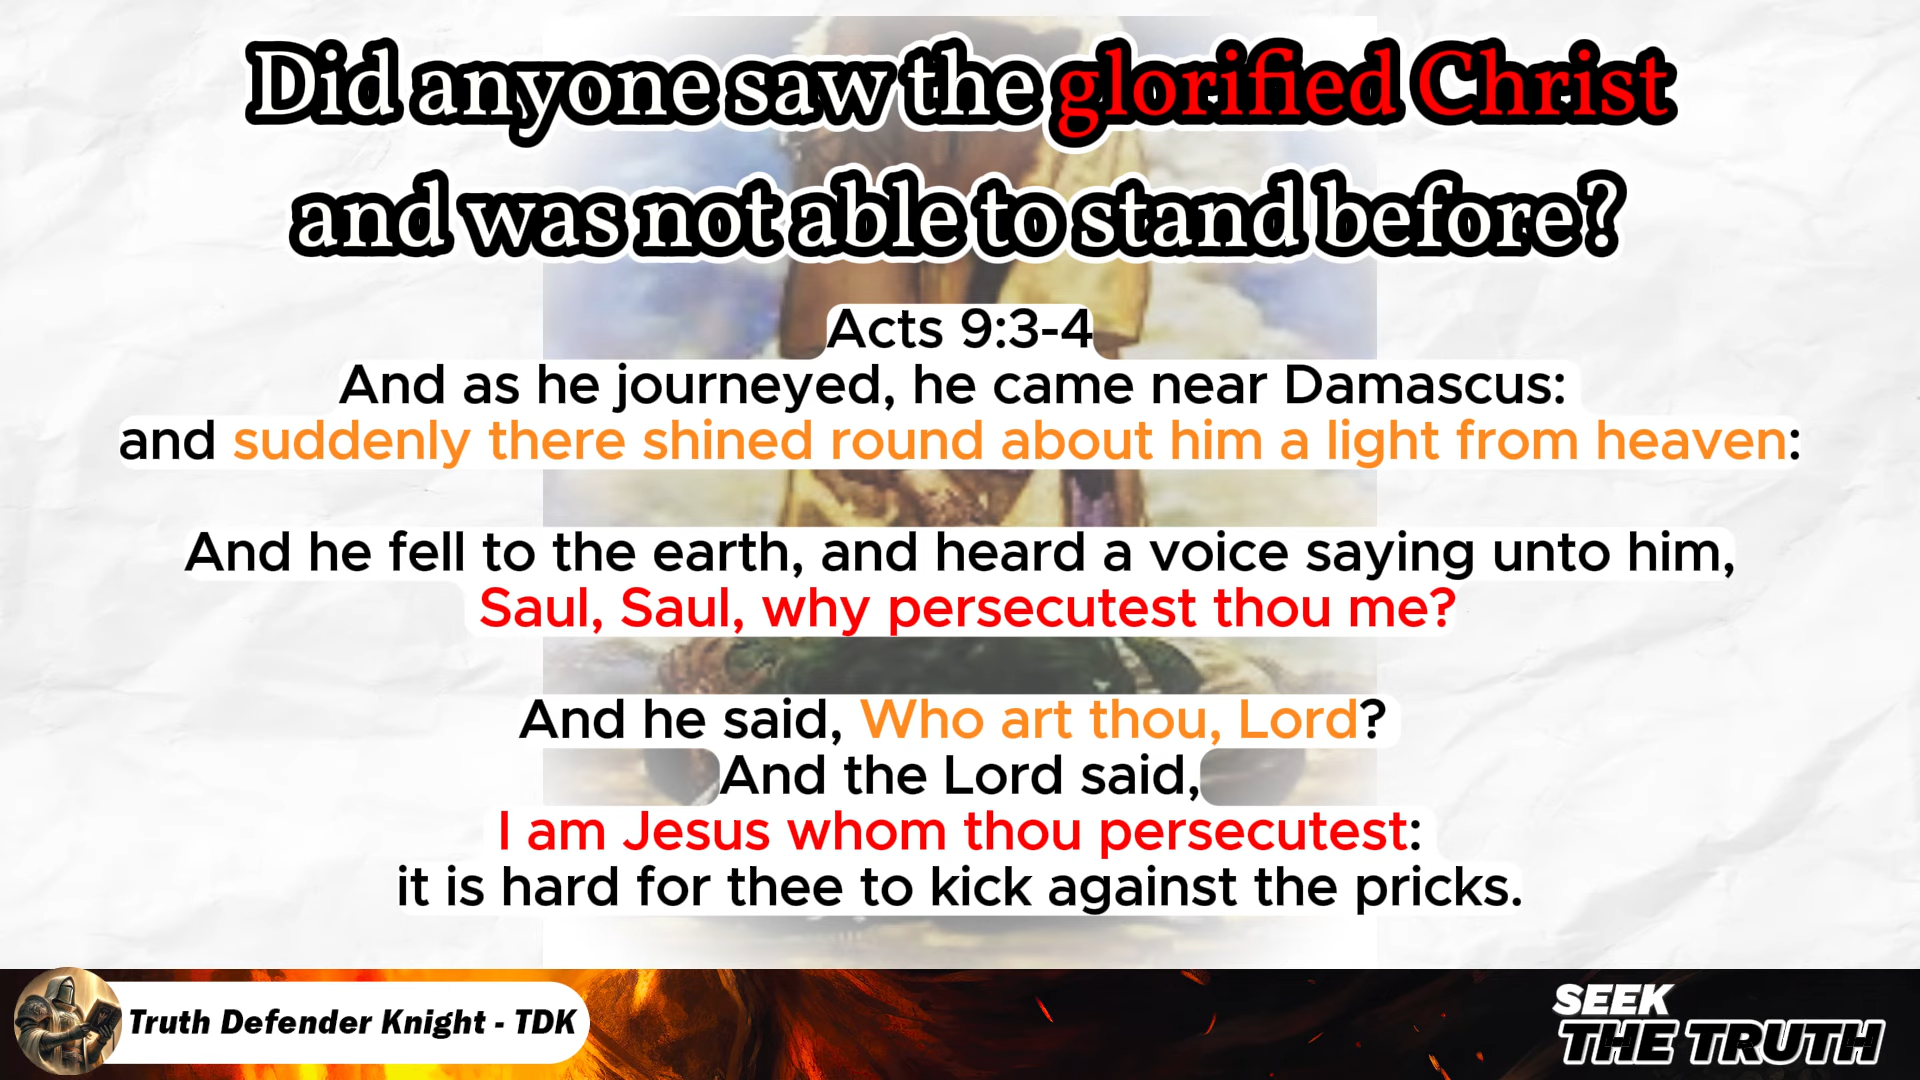 Did anyone saw the glorified Christ
and was not able to stand before?
Acts 9:3-4
And as he journeyed, he came near Damascus:
and suddenly there shined round about him a light from heaven:
And he fell to the earth, and heard a voice saying unto him,
Saul, Saul, why persecutest thou me?
And he said, Who art thou, Lord?
And the Lord said,
I am Jesus whom thou persecutest:
it is hard for thee to kick against the pricks.
Truth Defender Knight - TDK
SEEK
THE TRUTH